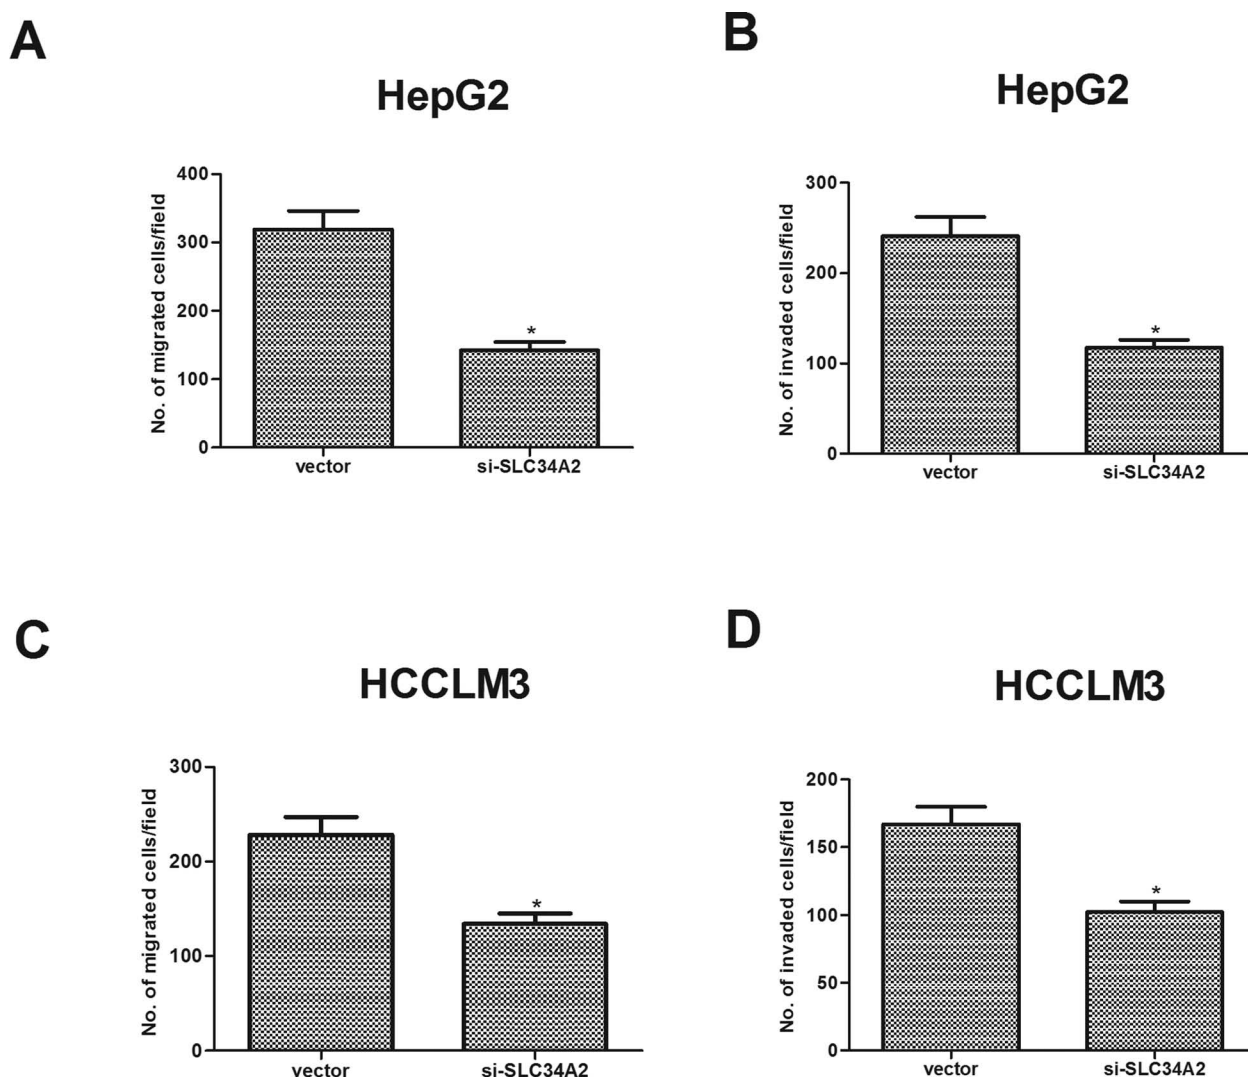 A
HepG2
No. of migrated cells/field
400
300
200
100
0
*
vector
si-SLC34A2
B
HepG2
No. of invaded cells/field
300
200
100
0
*
vector
si-SLC34A2
C
HCCLM3
No. of migrated cells/field
300
200
100
0
*
vector
si-SLC34A2
D
HCCLM3
No. of invaded cells/field
200
150
100
50
0
*
vector
si-SLC34A2